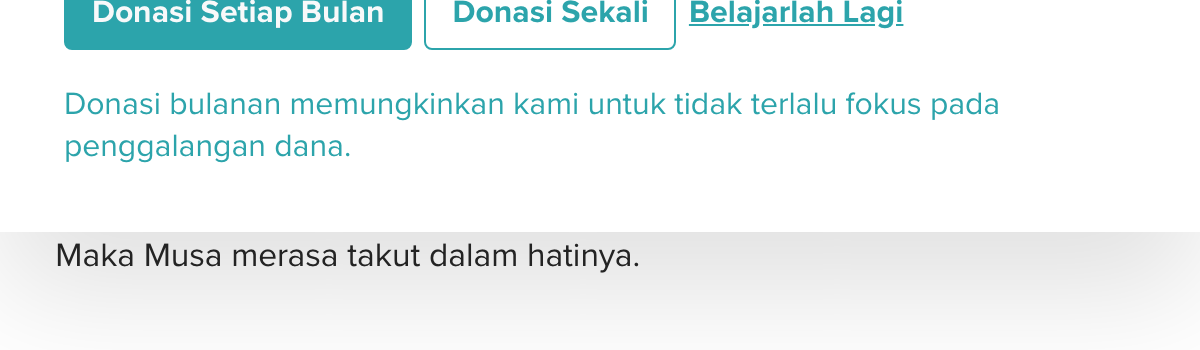 Donasi Setiap Bulan Donasi Sekali Belajarlah Lagi
Donasi bulanan memungkinkan kami untuk tidak terlalu fokus pada
penggalangan dana.
Maka Musa merasa takut dalam hatinya.